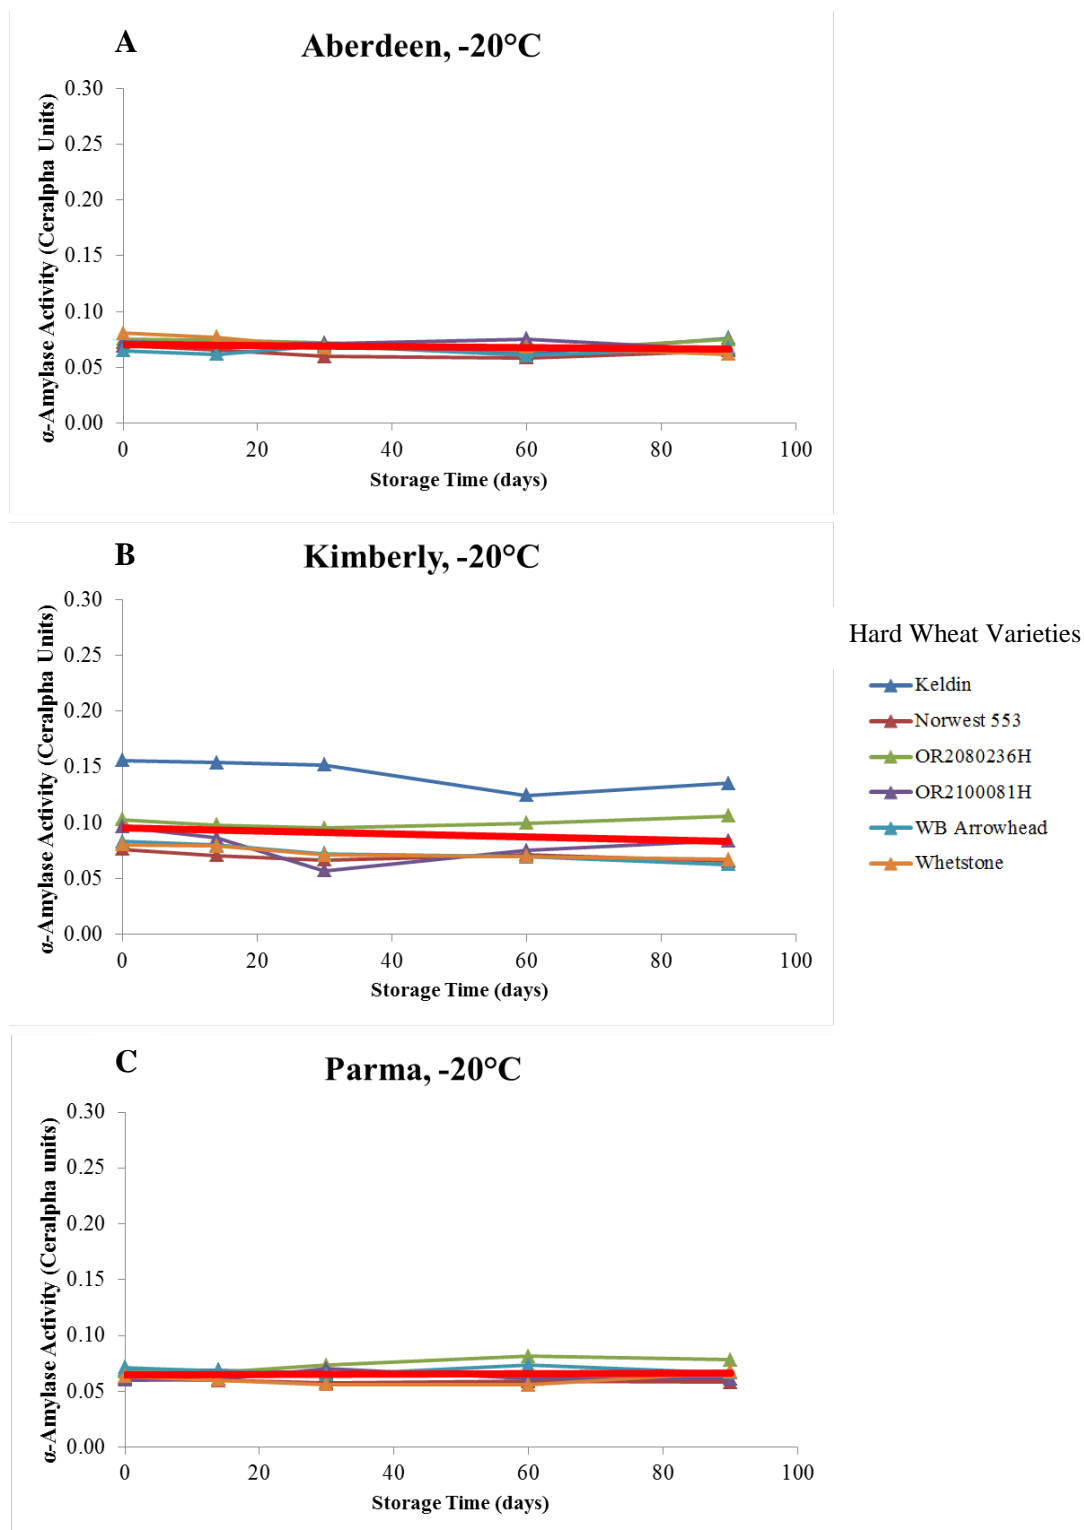 A
Aberdeen, -20°C
α-Amylase Activity (Ceralpha Units)
0.30
0.25
0.20
0.15
0.10
0.05
0.00
0 20 40 60 80 100
Storage Time (days)
B
Kimberly, -20°C
α-Amylase Activity (Ceralpha Units)
0.30
0.25
0.20
0.15
0.10
0.05
0.00
0 20 40 60 80 100
Storage Time (days)
Hard Wheat Varieties
Keldin
Norwest 553
OR2080236H
OR2100081H
WB Arrowhead
Whetstone
C
Parma, -20°C
α-Amylase Activity (Ceralpha units)
0.30
0.25
0.20
0.15
0.10
0.05
0.00
0 20 40 60 80 100
Storage Time (days)